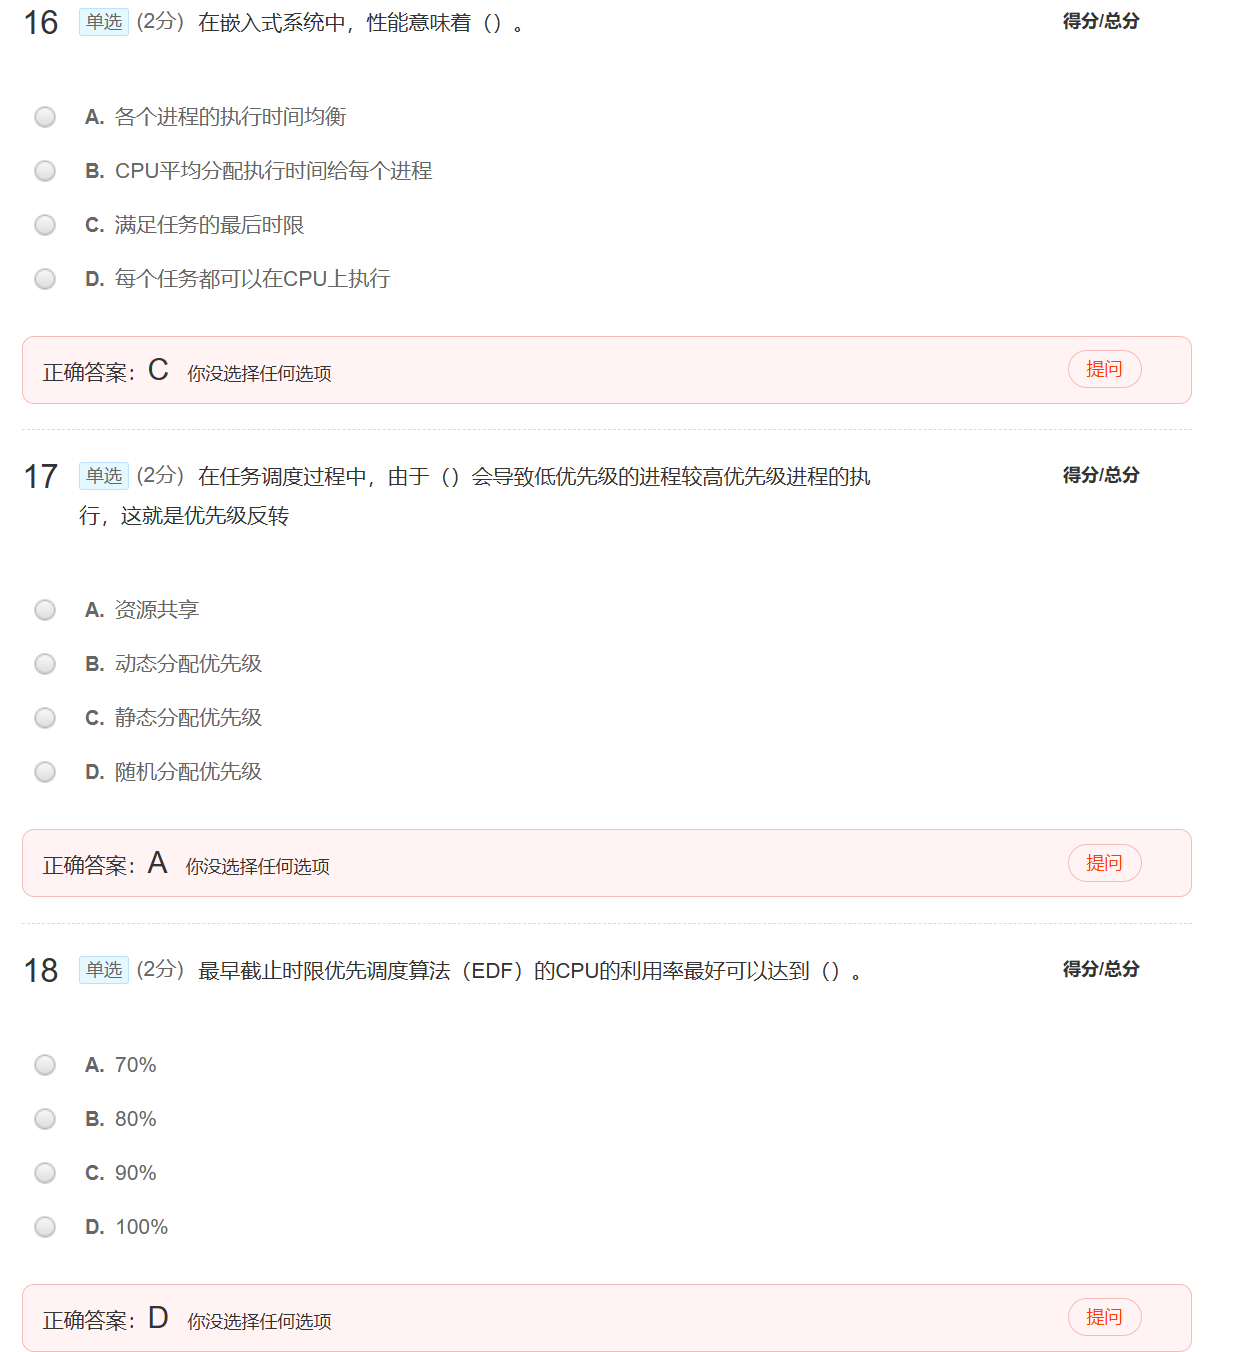 16 单选 (2分) 在嵌入式系统中，性能意味着（）。 得分/总分
A. 各个进程的执行时间均衡
B. CPU平均分配执行时间给每个进程
C. 满足任务的最后时限
D. 每个任务都可以在CPU上执行
正确答案：C 你没选择任何选项 提问
17 单选 (2分) 在任务调度过程中，由于（）会导致低优先级的进程较高优先级进程的执 得分/总分
行，这就是优先级反转
A. 资源共享
B. 动态分配优先级
C. 静态分配优先级
D. 随机分配优先级
正确答案：A 你没选择任何选项 提问
18 单选 (2分) 最早截止时限优先调度算法（EDF）的CPU的利用率最好可以达到（）。 得分/总分
A. 70%
B. 80%
C. 90%
D. 100%
正确答案：D 你没选择任何选项 提问